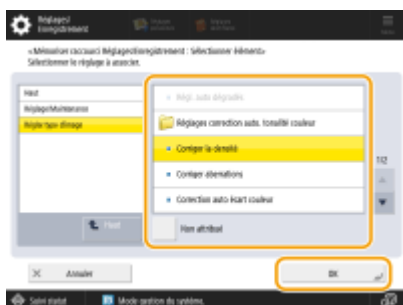 Réglages/
Enregistrement
<Mémoriser raccourci Réglages/Enregistrement : Sélectionner élément>
Sélectionner le réglage à associer.
Haut
Réglage/Maintenance
Régler type d'image
Régl. auto dégradés
Réglages correction auto. tonalité couleur
Corriger la densité
Corriger aberrations
Correction auto écart couleur
1/2
Haut
Non attribué
Annuler
OK
Suivi statut
Mode gestion du système.